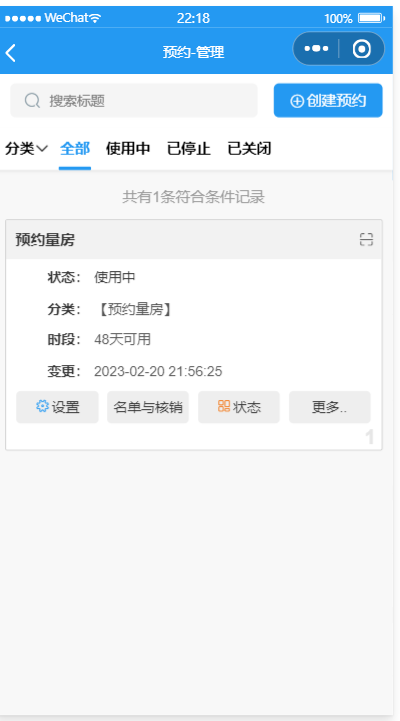 WeChat 22:18 100%
预约-管理
搜索标题 创建预约
分类 全部 使用中 已停止 已关闭
共有1条符合条件记录
预约量房
状态： 使用中
分类： 【预约量房】
时段： 48天可用
变更： 2023-02-20 21:56:25
设置 名单与核销 状态 更多..
1